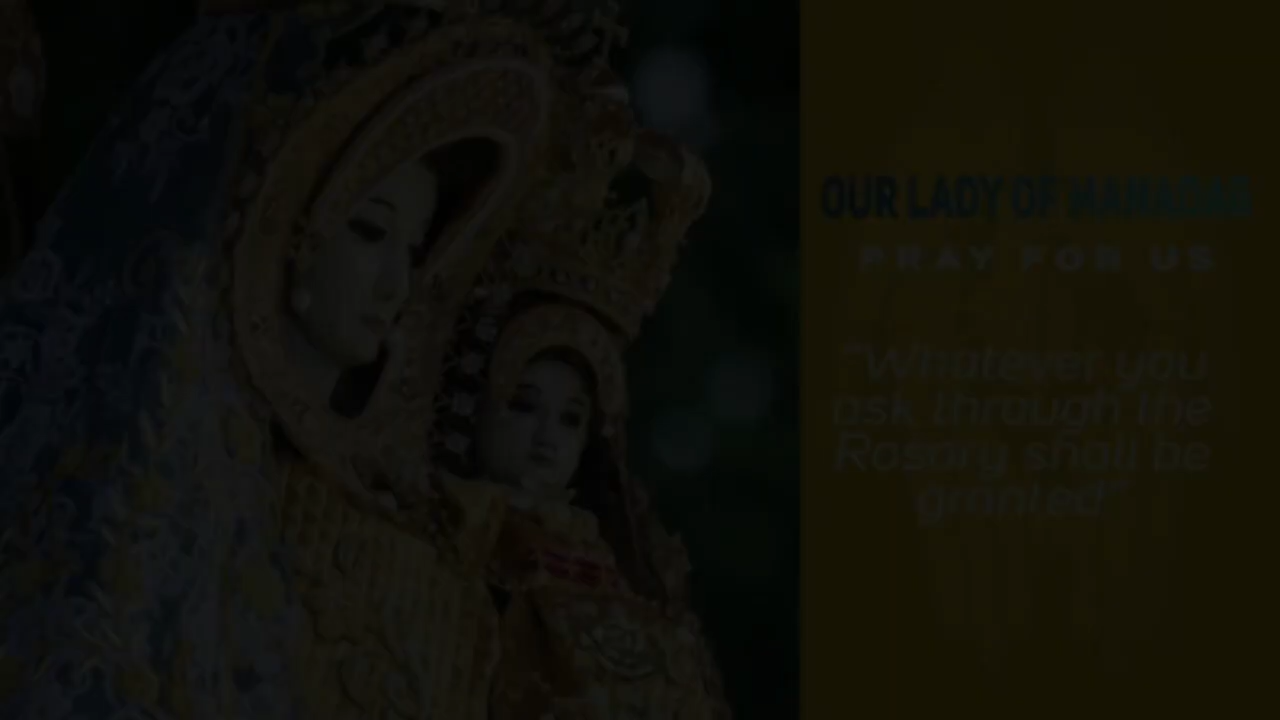 OUR LADY OF MANAOAG
PRAY FOR US
“Whatever you
ask through the
Rosary shall be
granted”